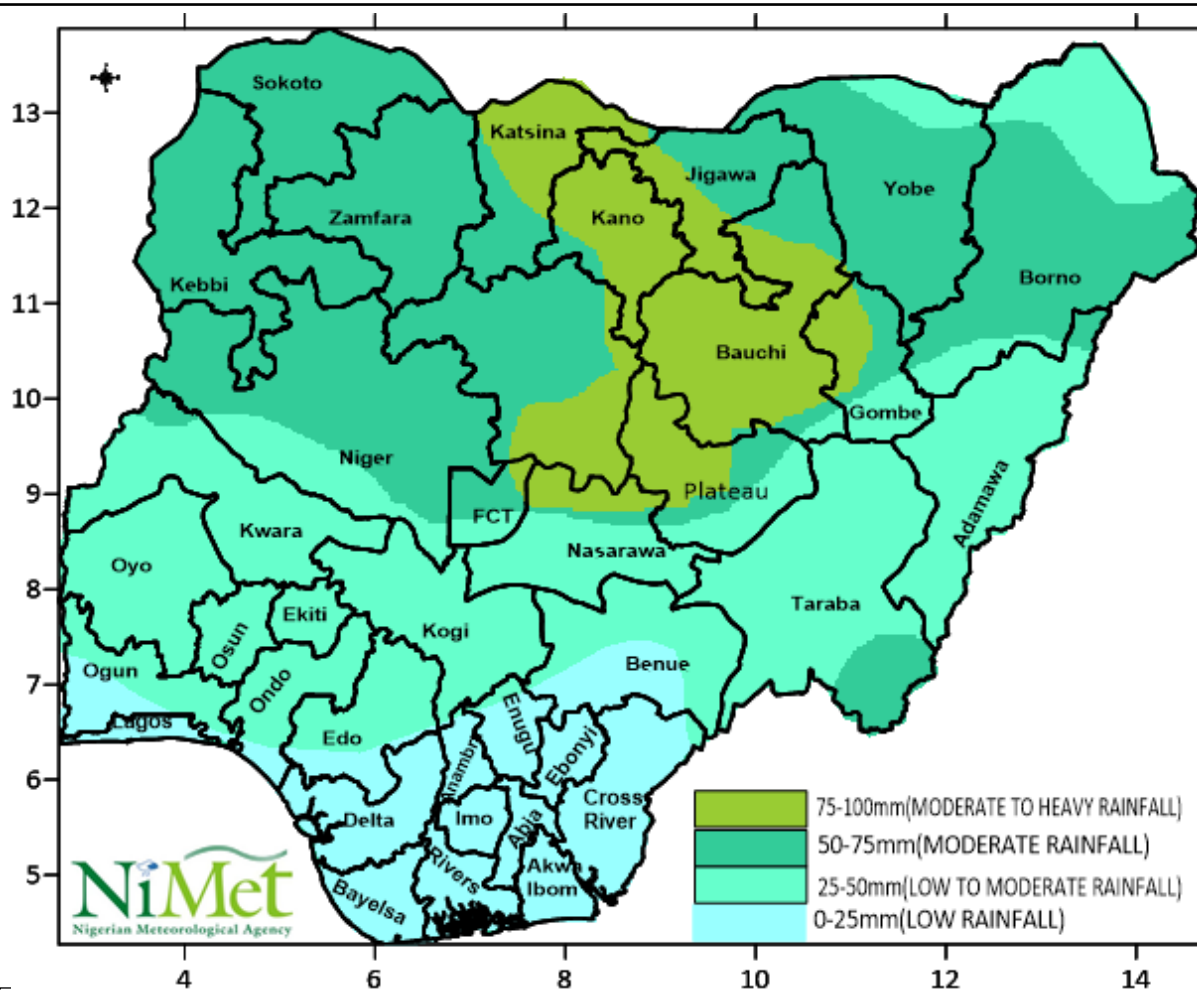 Sokoto
13
Katsina
Jigawa
Yobe
12
Zamfara
Kano
Kebbi
Borno
11
Bauchi
10
Gombe
Niger
9
Plateau
FCT
Kwara
Adamawa
Nasarawa
Oyo
8
Taraba
Ekiti
Kogi
Osun
Ogun
Benue
7
Ondo
Lagos
Enugu
Edo
Ebonyi
Anambr
6
Cross
River
Delta
Imo
Abia
75-100mm(MODERATE TO HEAVY RAINFALL)
50-75mm(MODERATE RAINFALL)
5
Rivers
Akwa
Ibom
Bayelsa
25-50mm(LOW TO MODERATE RAINFALL)
0-25mm(LOW RAINFALL)
NiMet
Nigerian Meteorological Agency
4 6 8 10 12 14